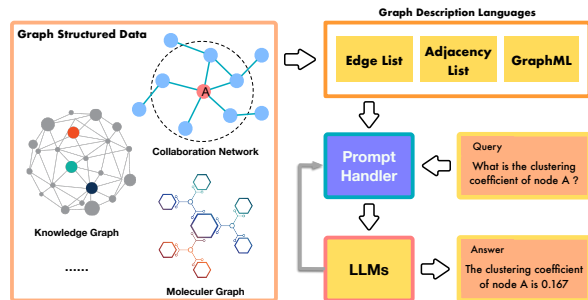 Graph Description Languages
Graph Structured Data
A
Collaboration Network
Knowledge Graph
......
Moleculer Graph
Edge List
Adjacency
List
GraphML
Prompt
Handler
Query
What is the clustering
coefficient of node A ?
LLMs
Answer
The clustering coefficient
of node A is 0.167